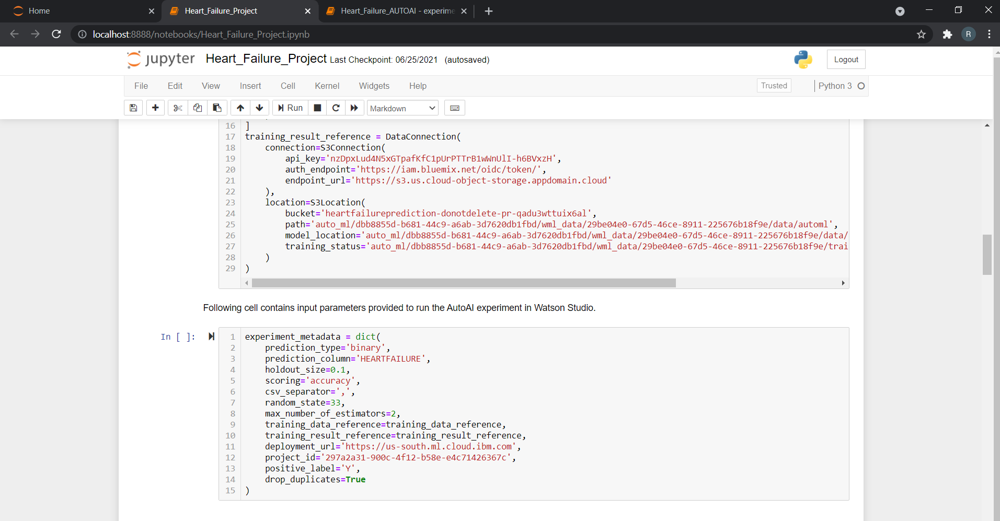 Home
Heart_Failure_Project
Heart_Failure_AUTOAI - experime
localhost:8888/notebooks/Heart_Failure_Project.ipynb
R
jupyter Heart_Failure_Project Last Checkpoint: 06/25/2021 (autosaved)
Logout
File Edit View Insert Cell Kernel Widgets Help
Trusted
Python 3
Run
Markdown
16 ]
17 training_result_reference = DataConnection(
18 connection=S3Connection(
19 api_key='nzDpxLud4N5xGTpafKfC1pUrPTTrB1wWnUlI-h6BVxzH',
20 auth_endpoint='https://iam.bluemix.net/oidc/token/',
21 endpoint_url='https://s3.us.cloud-object-storage.appdomain.cloud'
22 ),
23 location=S3Location(
24 bucket='heartfailureprediction-donotdelete-pr-qadu3wttuix6al',
25 path='auto_ml/dbb8855d-b681-44c9-a6ab-3d7620db1fbd/wml_data/29be04e0-67d5-46ce-8911-225676b18f9e/data/automl',
26 model_location='auto_ml/dbb8855d-b681-44c9-a6ab-3d7620db1fbd/wml_data/29be04e0-67d5-46ce-8911-225676b18f9e/data/
27 training_status='auto_ml/dbb8855d-b681-44c9-a6ab-3d7620db1fbd/wml_data/29be04e0-67d5-46ce-8911-225676b18f9e/trai
28 )
29 )
Following cell contains input parameters provided to run the AutoAI experiment in Watson Studio.
In [ ]:
1 experiment_metadata = dict(
2 prediction_type='binary',
3 prediction_column='HEARTFAILURE',
4 holdout_size=0.1,
5 scoring='accuracy',
6 csv_separator=',',
7 random_state=33,
8 max_number_of_estimators=2,
9 training_data_reference=training_data_reference,
10 training_result_reference=training_result_reference,
11 deployment_url='https://us-south.ml.cloud.ibm.com',
12 project_id='297a2a31-900c-4f12-b58e-e4c71426367c',
13 positive_label='Y',
14 drop_duplicates=True
15 )